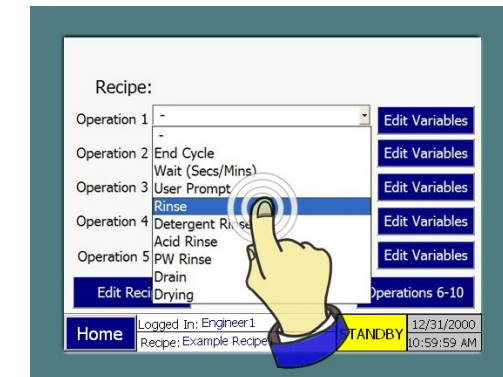 Recipe:
Operation 1 - Edit Variables
-
Operation 2 End Cycle Edit Variables
Wait (Secs/Mins)
Operation 3 User Prompt Edit Variables
Rinse
Operation 4 Detergent Rinse Edit Variables
Acid Rinse
Operation 5 PW Rinse Edit Variables
Drain
Edit Reci Drying Operations 6-10
Home Logged In: Engineer1 STANDBY 12/31/2000
Recipe: Example Recipe 10:59:59 AM